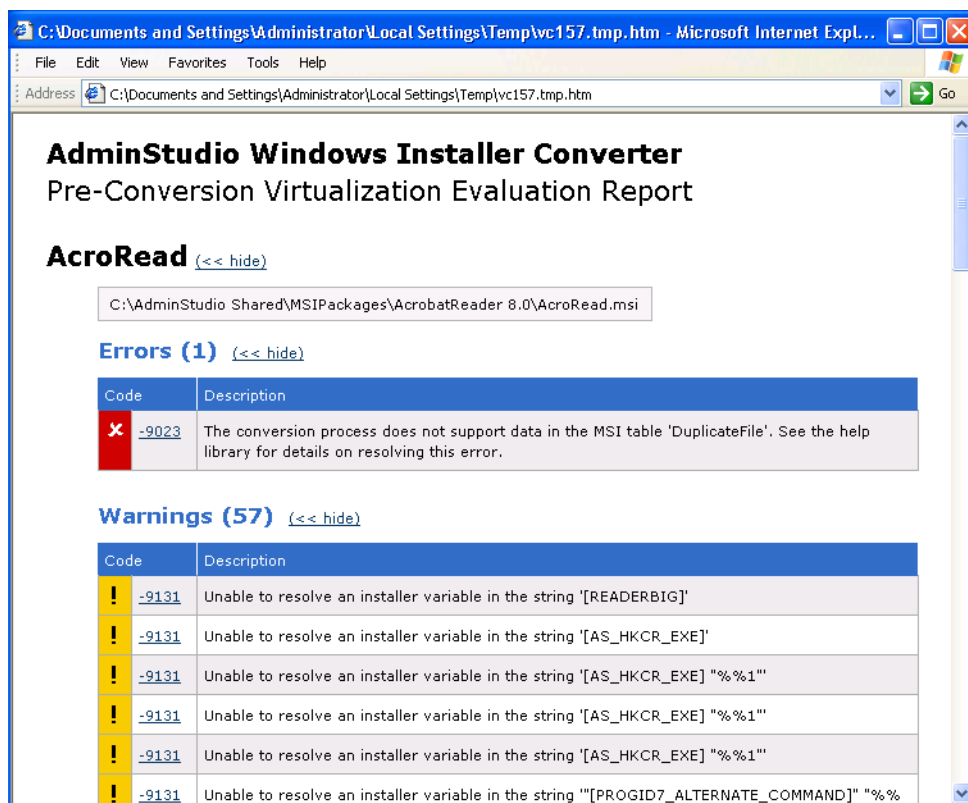 C:\Documents and Settings\Administrator\Local Settings\Temp\vc157.tmp.htm - Microsoft Internet Expl...
File Edit View Favorites Tools Help
Address C:\Documents and Settings\Administrator\Local Settings\Temp\vc157.tmp.htm Go
AdminStudio Windows Installer Converter
Pre-Conversion Virtualization Evaluation Report
AcroRead (<< hide)
C:\AdminStudio Shared\MSIPackages\AcrobatReader 8.0\AcroRead.msi
Errors (1) (<< hide)
Code Description
-9023 The conversion process does not support data in the MSI table 'DuplicateFile'. See the help
library for details on resolving this error.
Warnings (57) (<< hide)
Code Description
! -9131 Unable to resolve an installer variable in the string '[READERBIG]'
! -9131 Unable to resolve an installer variable in the string '[AS_HKCR_EXE]'
! -9131 Unable to resolve an installer variable in the string '[AS_HKCR_EXE] "%%1"'
! -9131 Unable to resolve an installer variable in the string '[AS_HKCR_EXE] "%%1"'
! -9131 Unable to resolve an installer variable in the string '[AS_HKCR_EXE] "%%1"'
! -9131 Unable to resolve an installer variable in the string '"[PROGID7_ALTERNATE_COMMAND]" "%%